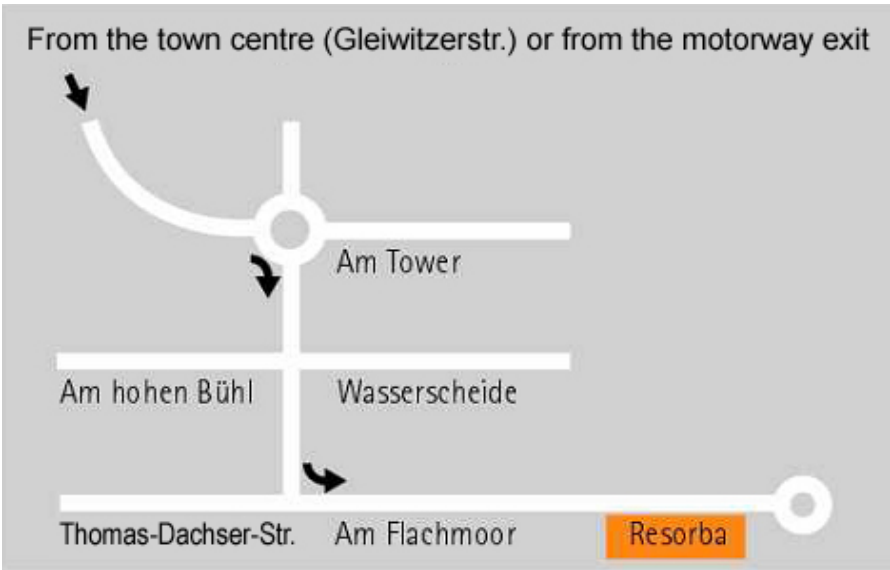 From the town centre (Gleiwitzerstr.) or from the motorway exit
Am Tower
Am hohen Bühl
Wasserscheide
Thomas-Dachser-Str.
Am Flachmoor
Resorba